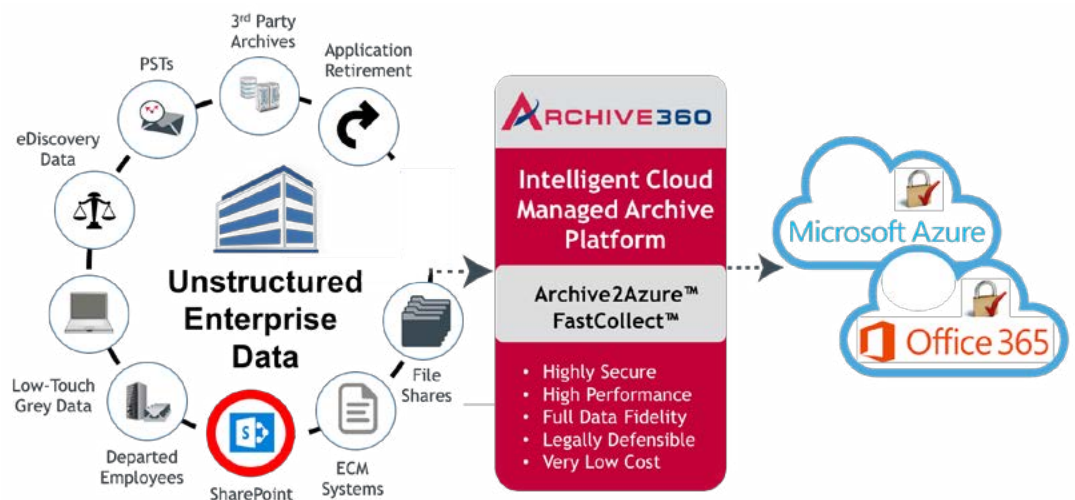 3rd Party
Archives
Application
Retirement
PSTs
eDiscovery
Data
Unstructured
Enterprise
Data
Low-Touch
Grey Data
Departed
Employees
S
SharePoint
ECM
Systems
File
Shares
ARCHIVE360
Intelligent Cloud
Managed Archive
Platform
Archive2Azure™
FastCollect™
• Highly Secure
• High Performance
• Full Data Fidelity
• Legally Defensible
• Very Low Cost
Microsoft Azure
Office 365